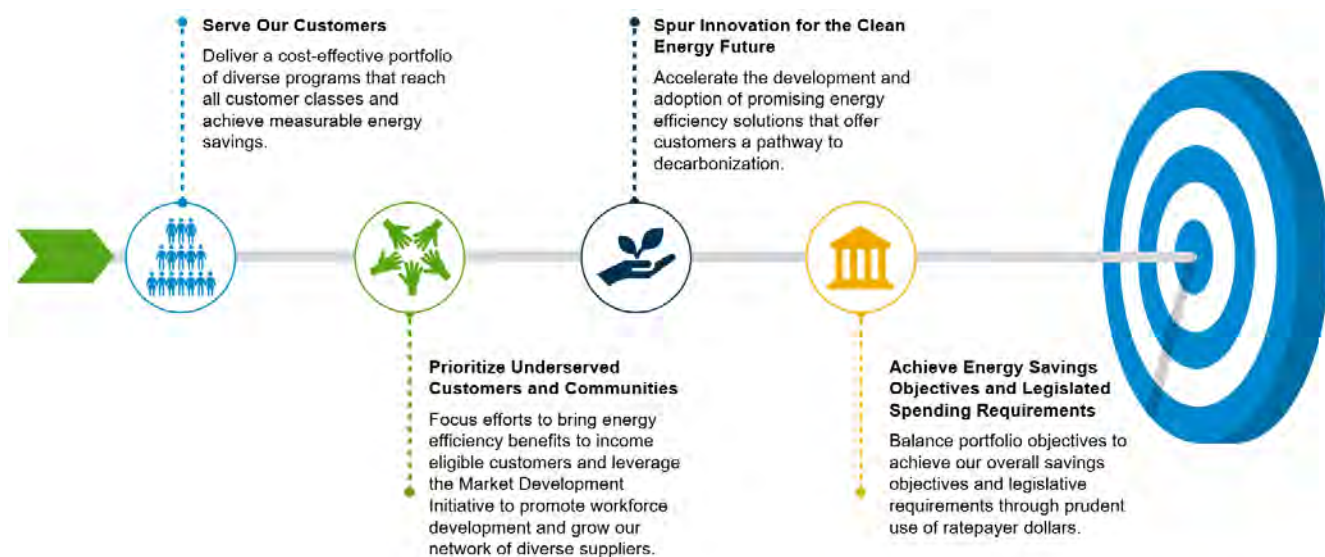 Serve Our Customers
Deliver a cost-effective portfolio
of diverse programs that reach
all customer classes and
achieve measurable energy
savings.
Prioritize Underserved
Customers and Communities
Focus efforts to bring energy
efficiency benefits to income
eligible customers and leverage
the Market Development
Initiative to promote workforce
development and grow our
network of diverse suppliers.
Spur Innovation for the Clean
Energy Future
Accelerate the development and
adoption of promising energy
efficiency solutions that offer
customers a pathway to
decarbonization.
Achieve Energy Savings
Objectives and Legislated
Spending Requirements
Balance portfolio objectives to
achieve our overall savings
objectives and legislative
requirements through prudent
use of ratepayer dollars.